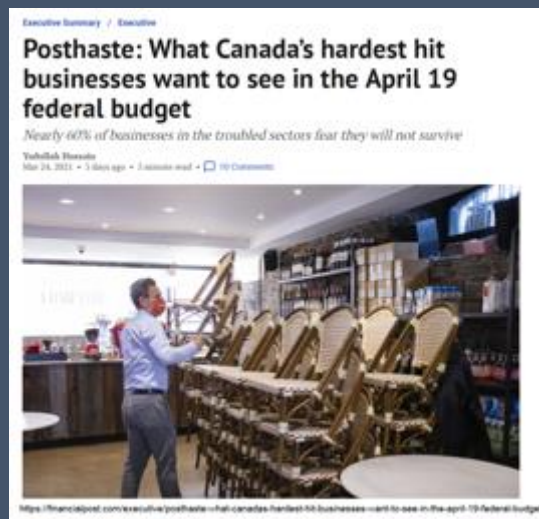 Executive Summary / Executive
Posthaste: What Canada's hardest hit
businesses want to see in the April 19
federal budget
Nearly 60% of businesses in the troubled sectors fear they will not survive
Yadullah Hussain
Mar 24, 2021 • 5 days ago • 3 minute read • 10 Comments
https://financialpost.com/executive/posthaste-what-canadas-hardest-hit-businesses-want-to-see-in-the-april-19-federal-budget